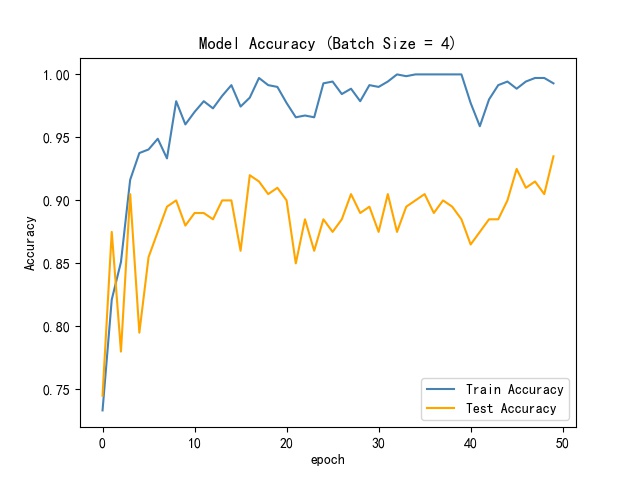 Model Accuracy (Batch Size = 4)
Accuracy
1.00
0.95
0.90
0.85
0.80
0.75
Train Accuracy
Test Accuracy
0 10 20 30 40 50
epoch